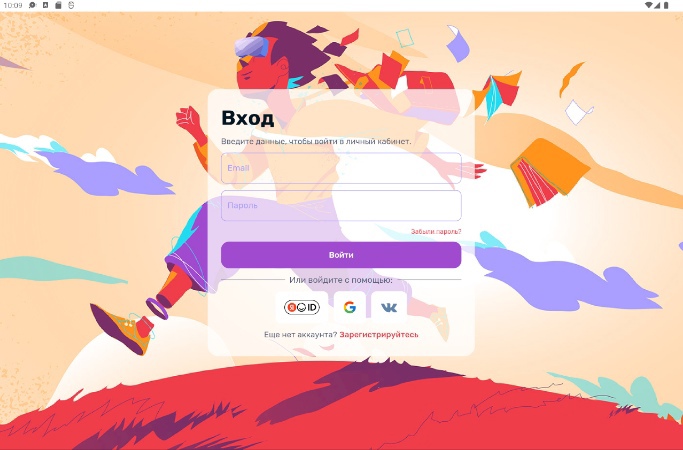 10:09
Вход
Введите данные, чтобы войти в личный кабинет.
Email
Пароль
Забыли пароль?
Войти
Или войдите с помощью:
Я ID
G
Еще нет аккаунта? Зарегистрируйтесь